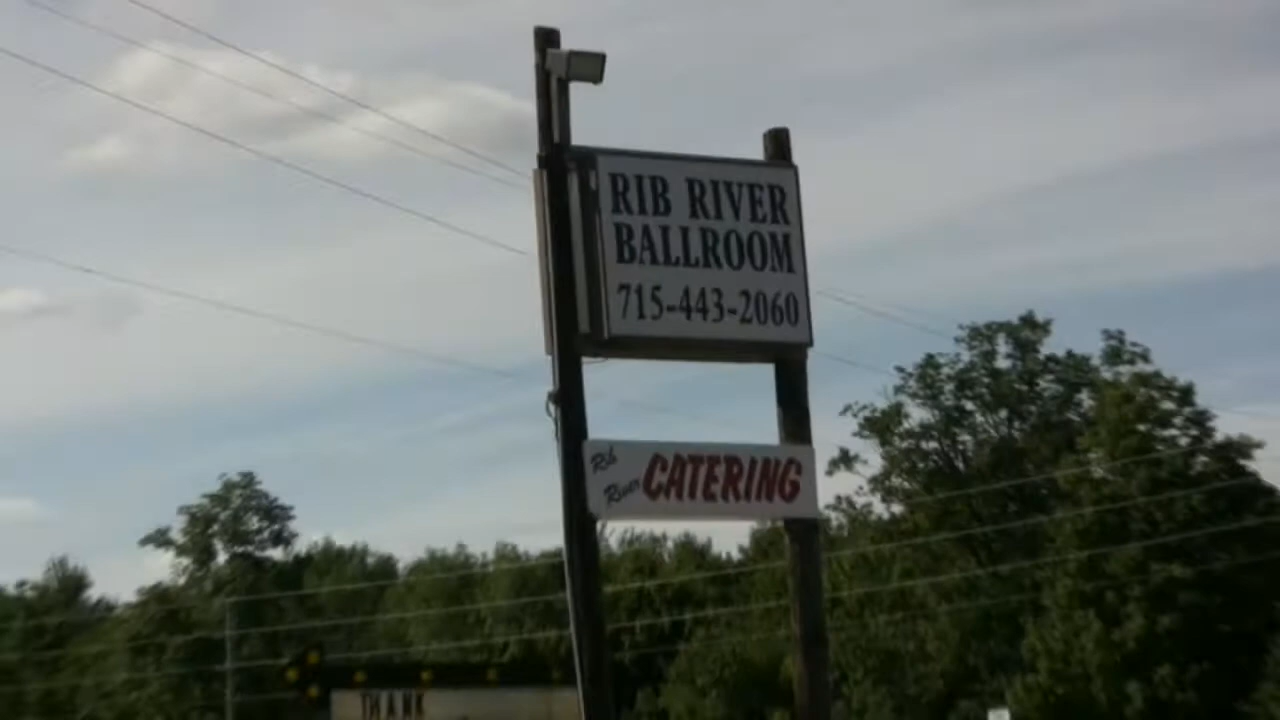 RIB RIVER
BALLROOM
715-443-2060
Rib
River CATERING
THANK